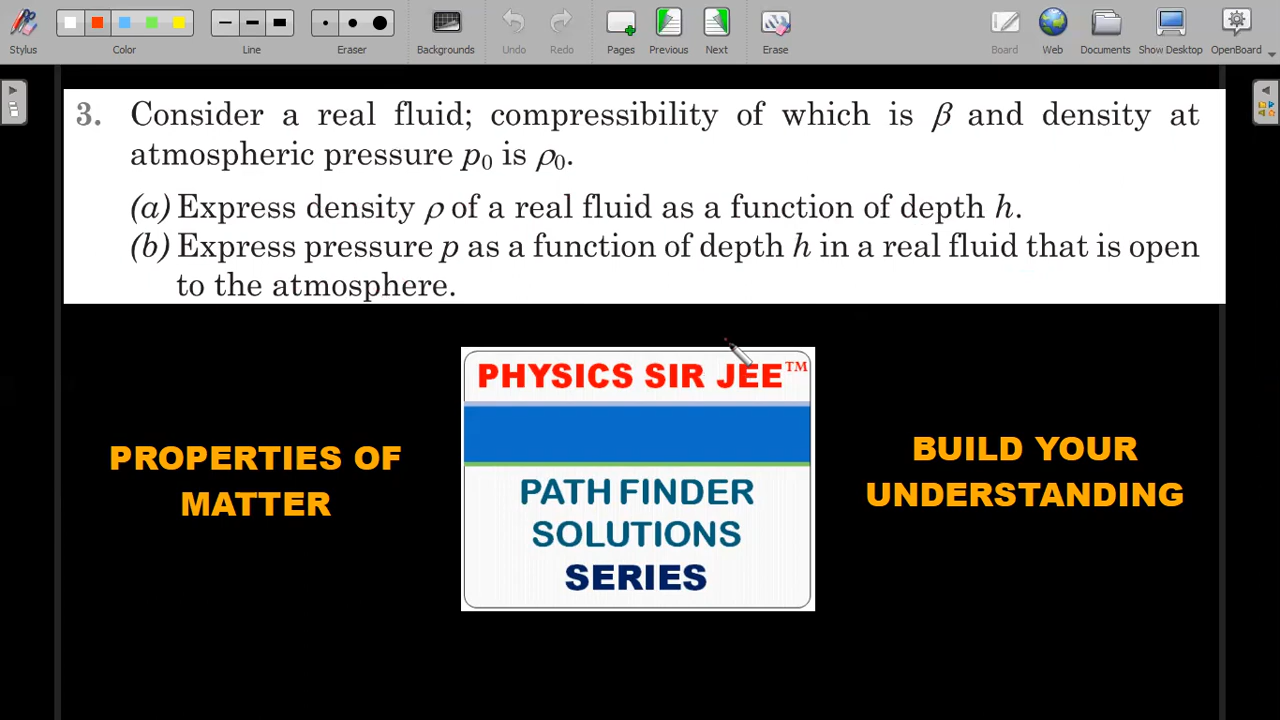 Stylus
Color
Line
Eraser
Backgrounds
Undo
Redo
Pages
Previous
Next
Erase
Board
Web
Documents
Show Desktop
OpenBoard
3. Consider a real fluid; compressibility of which is β and density at
atmospheric pressure p₀ is ρ₀.
(a) Express density ρ of a real fluid as a function of depth h.
(b) Express pressure p as a function of depth h in a real fluid that is open
to the atmosphere.
PHYSICS SIR JEE™
PATH FINDER
SOLUTIONS
SERIES
PROPERTIES OF
MATTER
BUILD YOUR
UNDERSTANDING